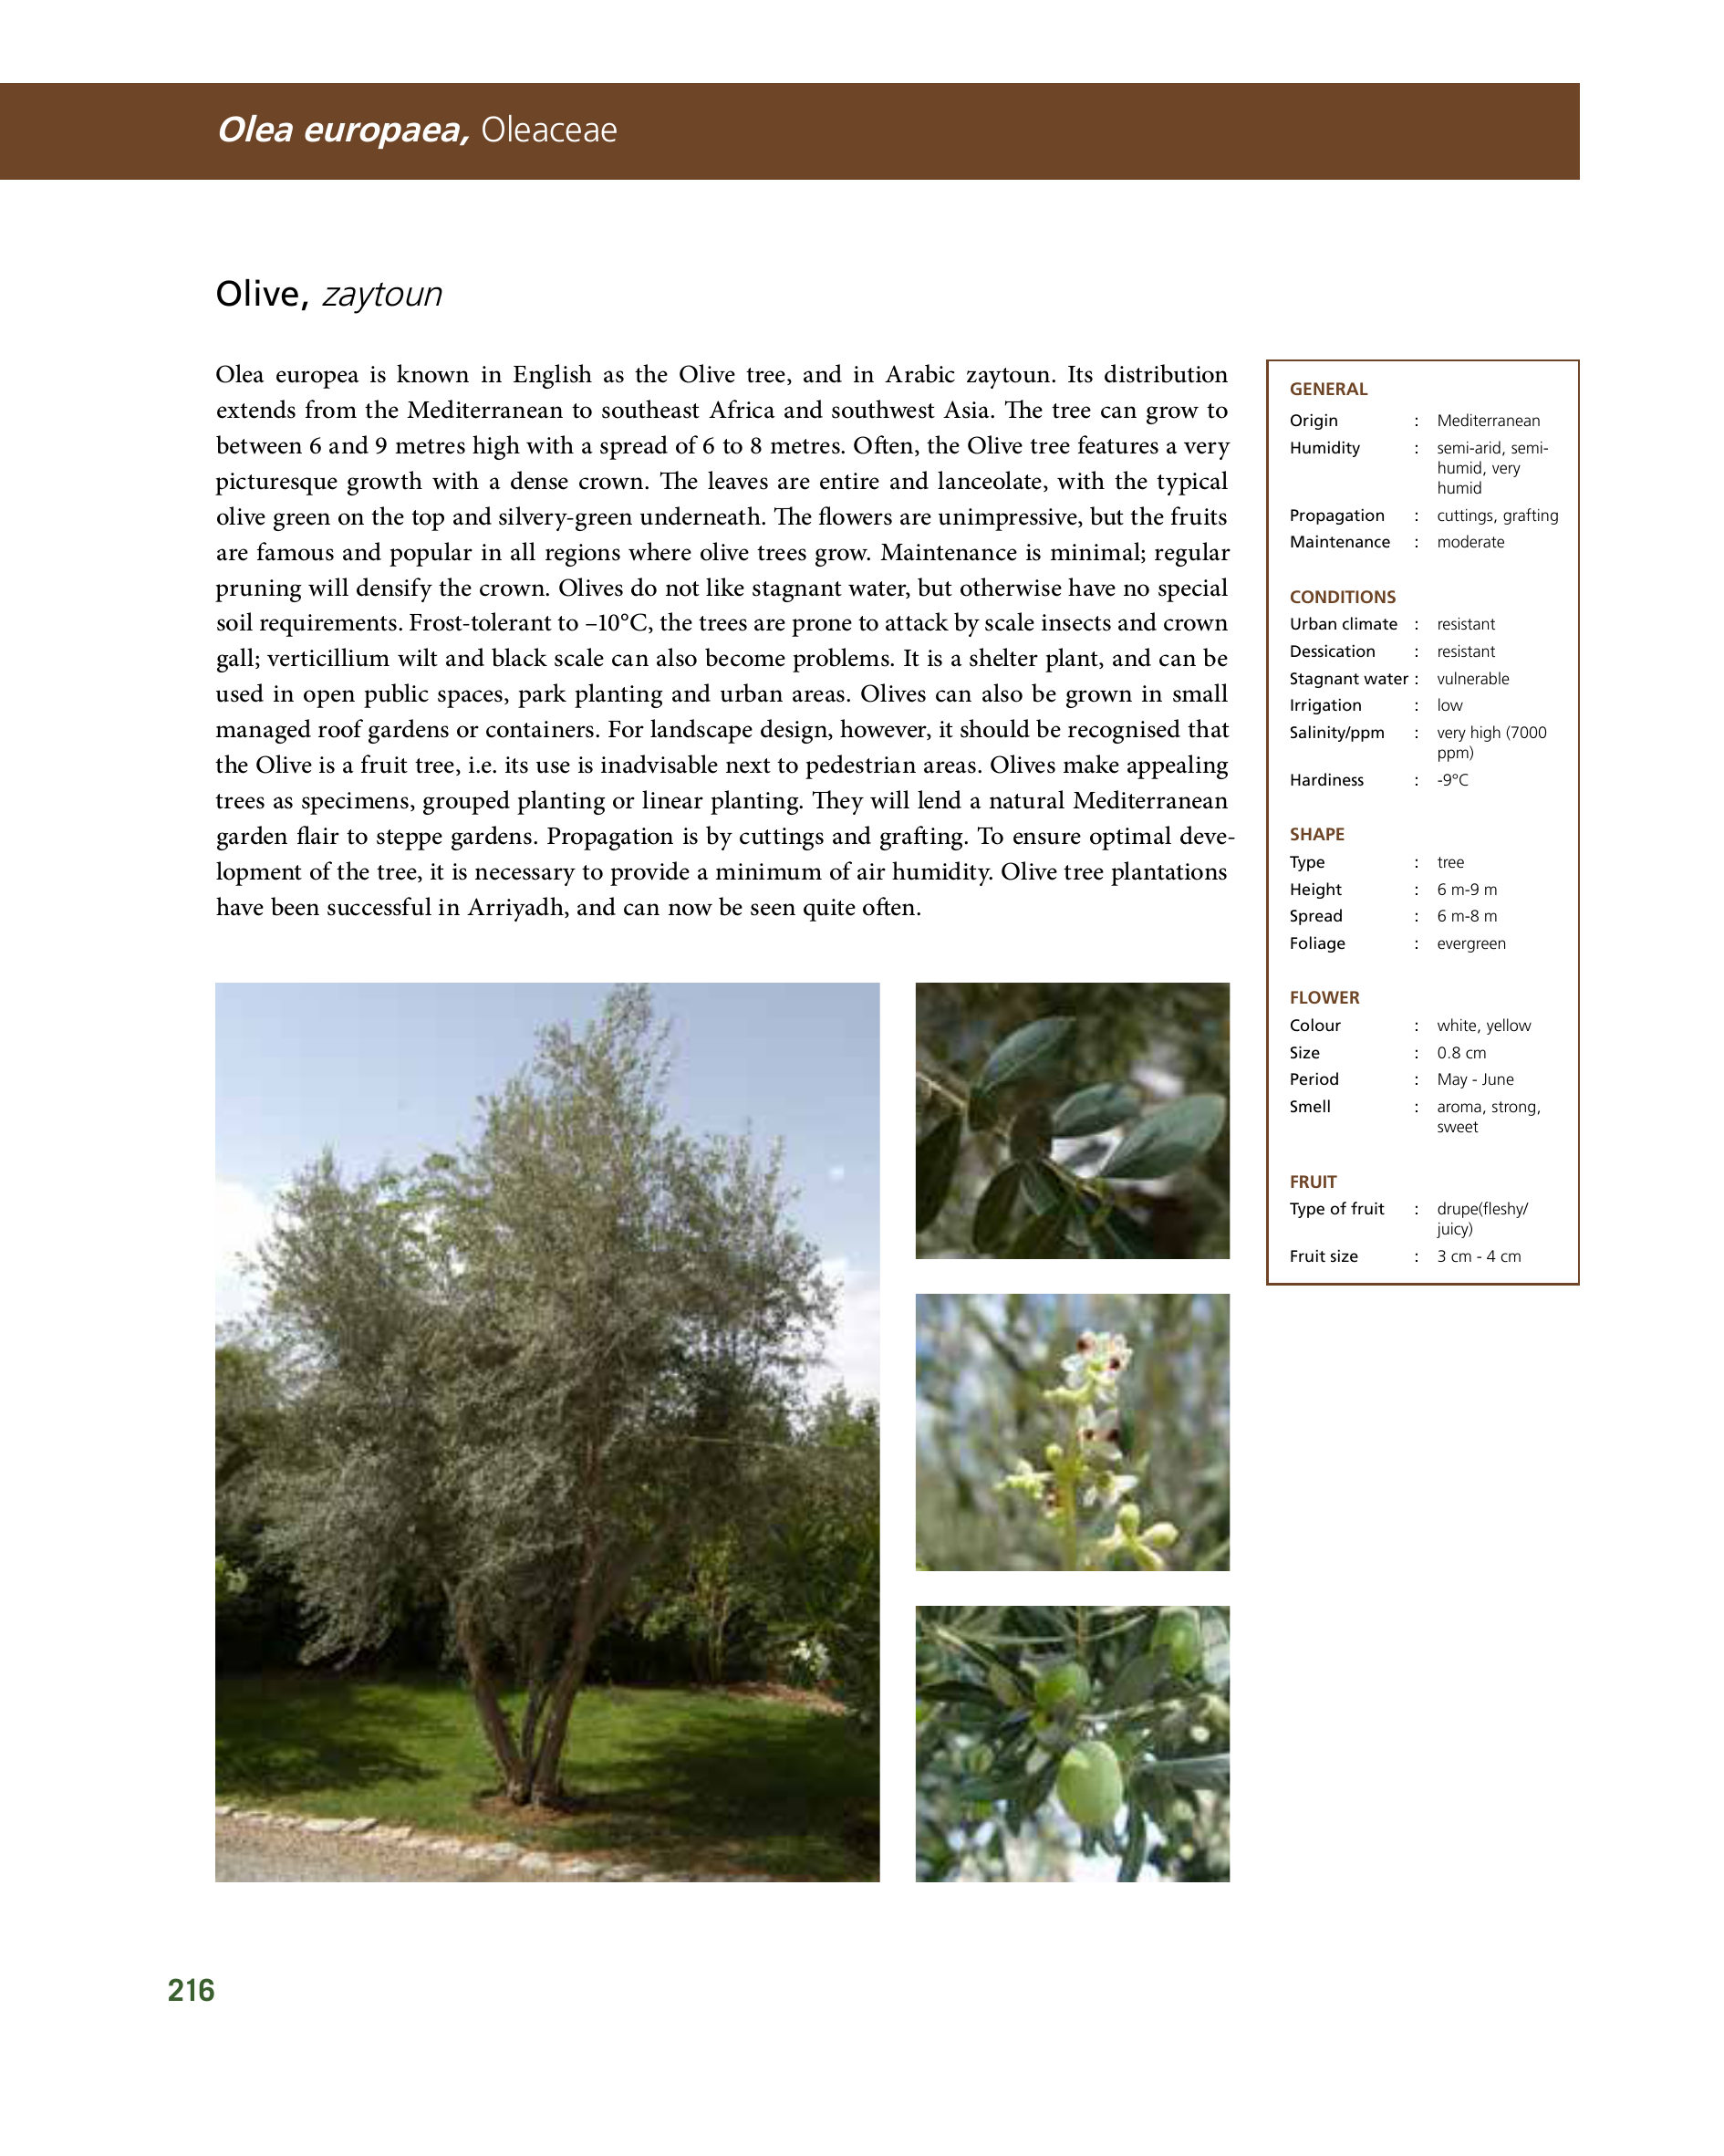 Olea europaea, Oleaceae
Olive, zaytoun
Olea europea is known in English as the Olive tree, and in Arabic zaytoun. Its distribution
extends from the Mediterranean to southeast Africa and southwest Asia. The tree can grow to
between 6 and 9 metres high with a spread of 6 to 8 metres. Often, the Olive tree features a very
picturesque growth with a dense crown. The leaves are entire and lanceolate, with the typical
olive green on the top and silvery-green underneath. The flowers are unimpressive, but the fruits
are famous and popular in all regions where olive trees grow. Maintenance is minimal; regular
pruning will densify the crown. Olives do not like stagnant water, but otherwise have no special
soil requirements. Frost-tolerant to –10°C, the trees are prone to attack by scale insects and crown
gall; verticillium wilt and black scale can also become problems. It is a shelter plant, and can be
used in open public spaces, park planting and urban areas. Olives can also be grown in small
managed roof gardens or containers. For landscape design, however, it should be recognised that
the Olive is a fruit tree, i.e. its use is inadvisable next to pedestrian areas. Olives make appealing
trees as specimens, grouped planting or linear planting. They will lend a natural Mediterranean
garden flair to steppe gardens. Propagation is by cuttings and grafting. To ensure optimal deve-
lopment of the tree, it is necessary to provide a minimum of air humidity. Olive tree plantations
have been successful in Arriyadh, and can now be seen quite often.
GENERAL
Origin : Mediterranean
Humidity : semi-arid, semi-
humid, very
humid
Propagation : cuttings, grafting
Maintenance : moderate
CONDITIONS
Urban climate : resistant
Dessication : resistant
Stagnant water : vulnerable
Irrigation : low
Salinity/ppm : very high (7000
ppm)
Hardiness : -9°C
SHAPE
Type : tree
Height : 6 m-9 m
Spread : 6 m-8 m
Foliage : evergreen
FLOWER
Colour : white, yellow
Size : 0.8 cm
Period : May - June
Smell : aroma, strong,
sweet
FRUIT
Type of fruit : drupe(fleshy/
juicy)
Fruit size : 3 cm - 4 cm
216